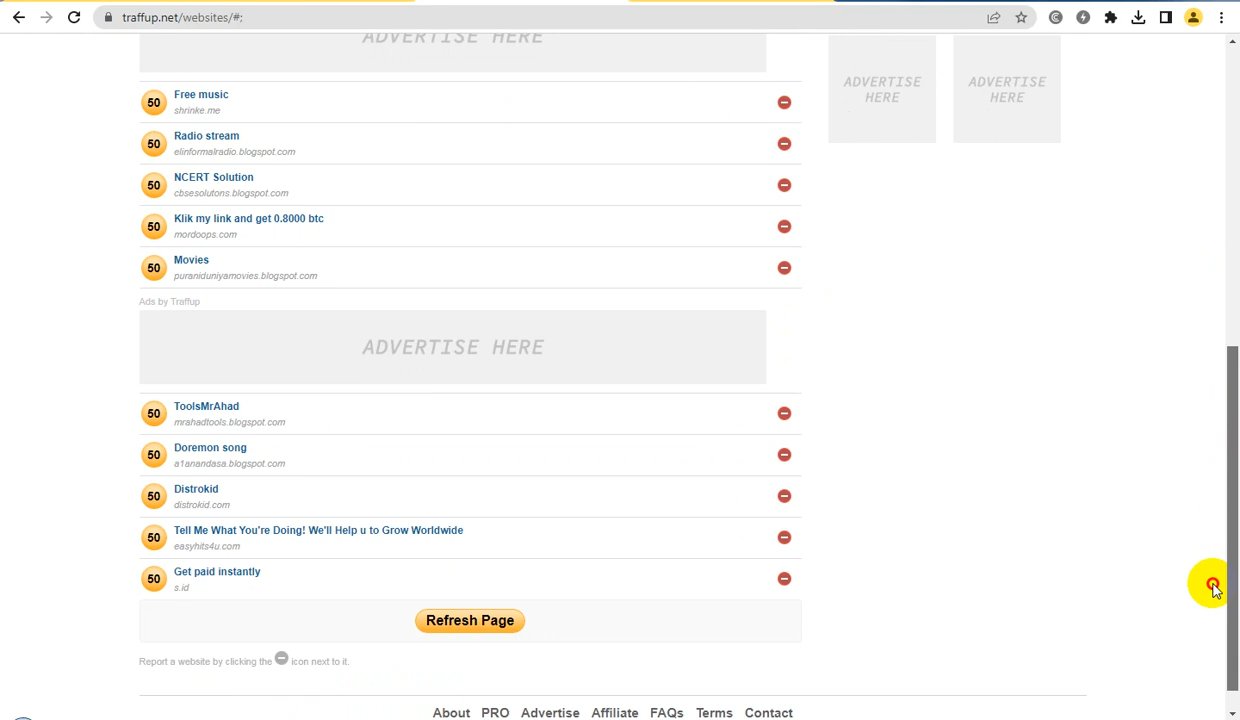 traffup.net/websites/#;
ADVERTISE HERE
ADVERTISE HERE
ADVERTISE HERE
50 Free music
shrinke.me
50 Radio stream
elinformalradio.blogspot.com
50 NCERT Solution
cbsesolutons.blogspot.com
50 Klik my link and get 0.8000 btc
mordoops.com
50 Movies
puraniduniyamovies.blogspot.com
Ads by Traffup
ADVERTISE HERE
50 ToolsMrAhad
mrahadtools.blogspot.com
50 Doremon song
a1anandasa.blogspot.com
50 Distrokid
distrokid.com
50 Tell Me What You're Doing! We'll Help u to Grow Worldwide
easyhits4u.com
50 Get paid instantly
s.id
Refresh Page
Report a website by clicking the icon next to it.
About PRO Advertise Affiliate FAQs Terms Contact